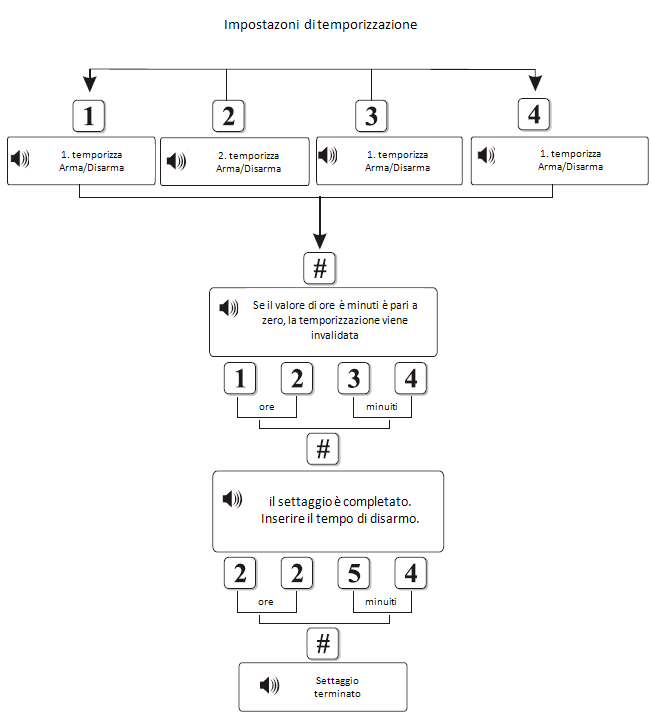 Impostazoni di temporizzazione
1 2 3 4
1. temporizza
Arma/Disarma
2. temporizza
Arma/Disarma
1. temporizza
Arma/Disarma
1. temporizza
Arma/Disarma
#
Se il valore di ore è minuti è pari a
zero, la temporizzazione viene
invalidata
1 2 3 4
ore minuiti
#
il settaggio è completato.
Inserire il tempo di disarmo.
2 2 5 4
ore minuiti
#
Settaggio
terminato